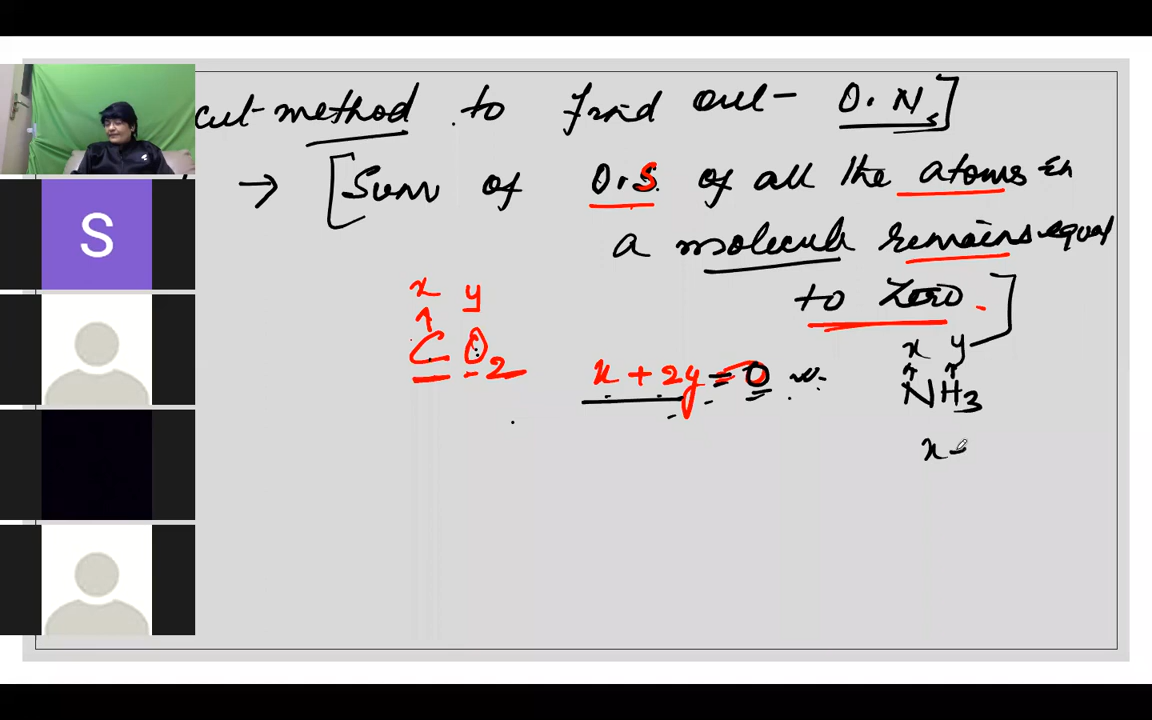 cut-method to find out- O.N]
→ [Sum of O.S. of all the atoms in
a molecule remains equal
to zero.]
S
x y
↑
CO2
x + 2y = 0
x y
↑ ↑
NH3
x